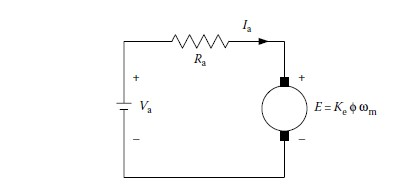 Iₐ
Rₐ
+
+
Vₐ
E = Kₑ ϕ ωₘ
−
−